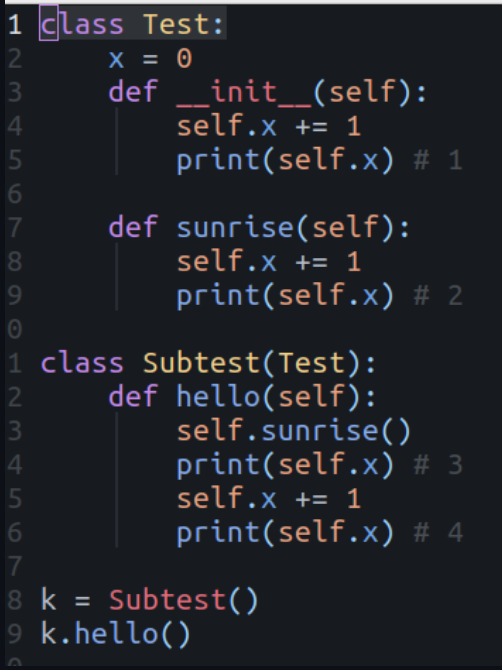 1 class Test:
2     x = 0
3     def __init__(self):
4         self.x += 1
5         print(self.x) # 1
6
7     def sunrise(self):
8         self.x += 1
9         print(self.x) # 2
0
1 class Subtest(Test):
2     def hello(self):
3         self.sunrise()
4         print(self.x) # 3
5         self.x += 1
6         print(self.x) # 4
7
8 k = Subtest()
9 k.hello()
0